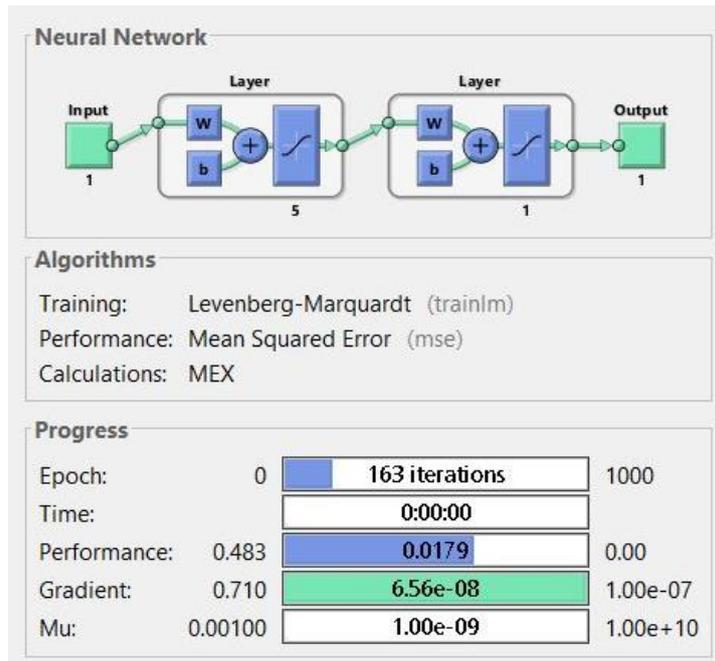 Neural Network
Layer Layer
Input Output
W W
+ +
b b
1 1
5 1
Algorithms
Training: Levenberg-Marquardt (trainlm)
Performance: Mean Squared Error (mse)
Calculations: MEX
Progress
Epoch: 0 163 iterations 1000
Time: 0:00:00
Performance: 0.483 0.0179 0.00
Gradient: 0.710 6.56e-08 1.00e-07
Mu: 0.00100 1.00e-09 1.00e+10